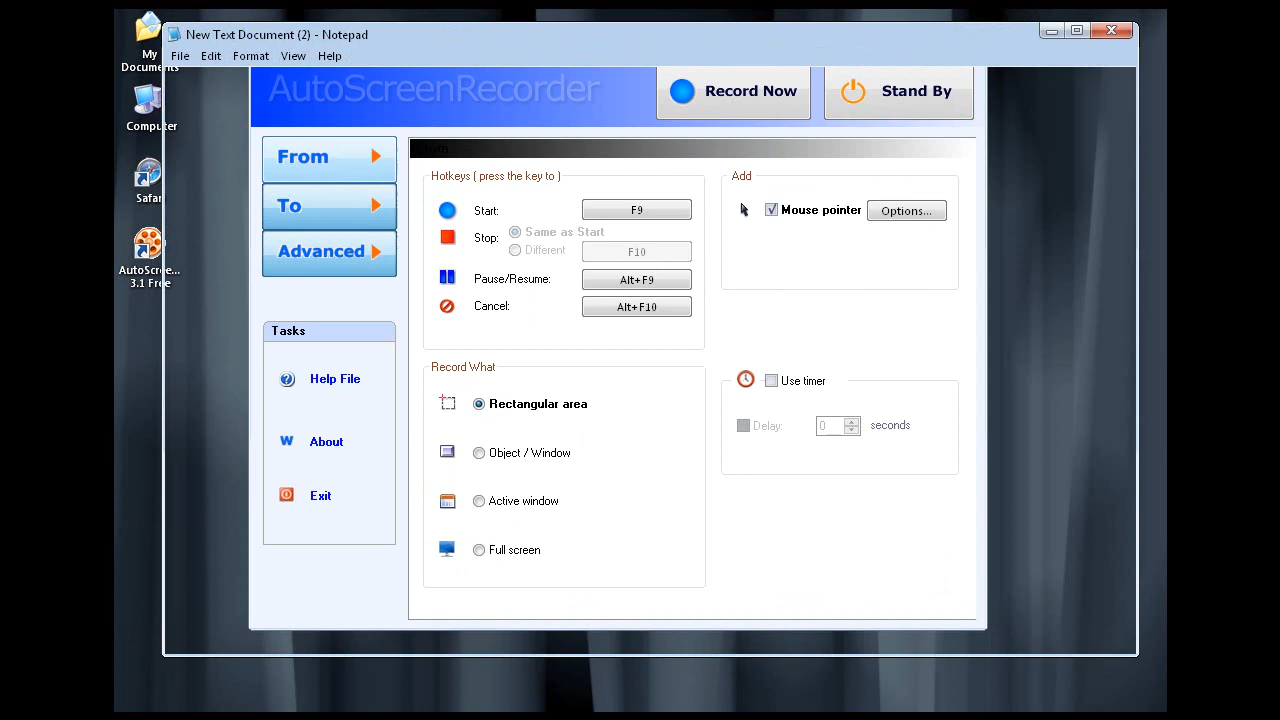 New Text Document (2) - Notepad
File Edit Format View Help
My
Documents
Computer
Safari
AutoScree...
3.1 Free
AutoScreenRecorder
Record Now
Stand By
From
To
Advanced
Tasks
Help File
About
Exit
Hotkeys ( press the key to )
Start: F9
Stop: Same as Start
Different F10
Pause/Resume: Alt+F9
Cancel: Alt+F10
Add
Mouse pointer Options...
Record What
Rectangular area
Object / Window
Active window
Full screen
Use timer
Delay: 0 seconds